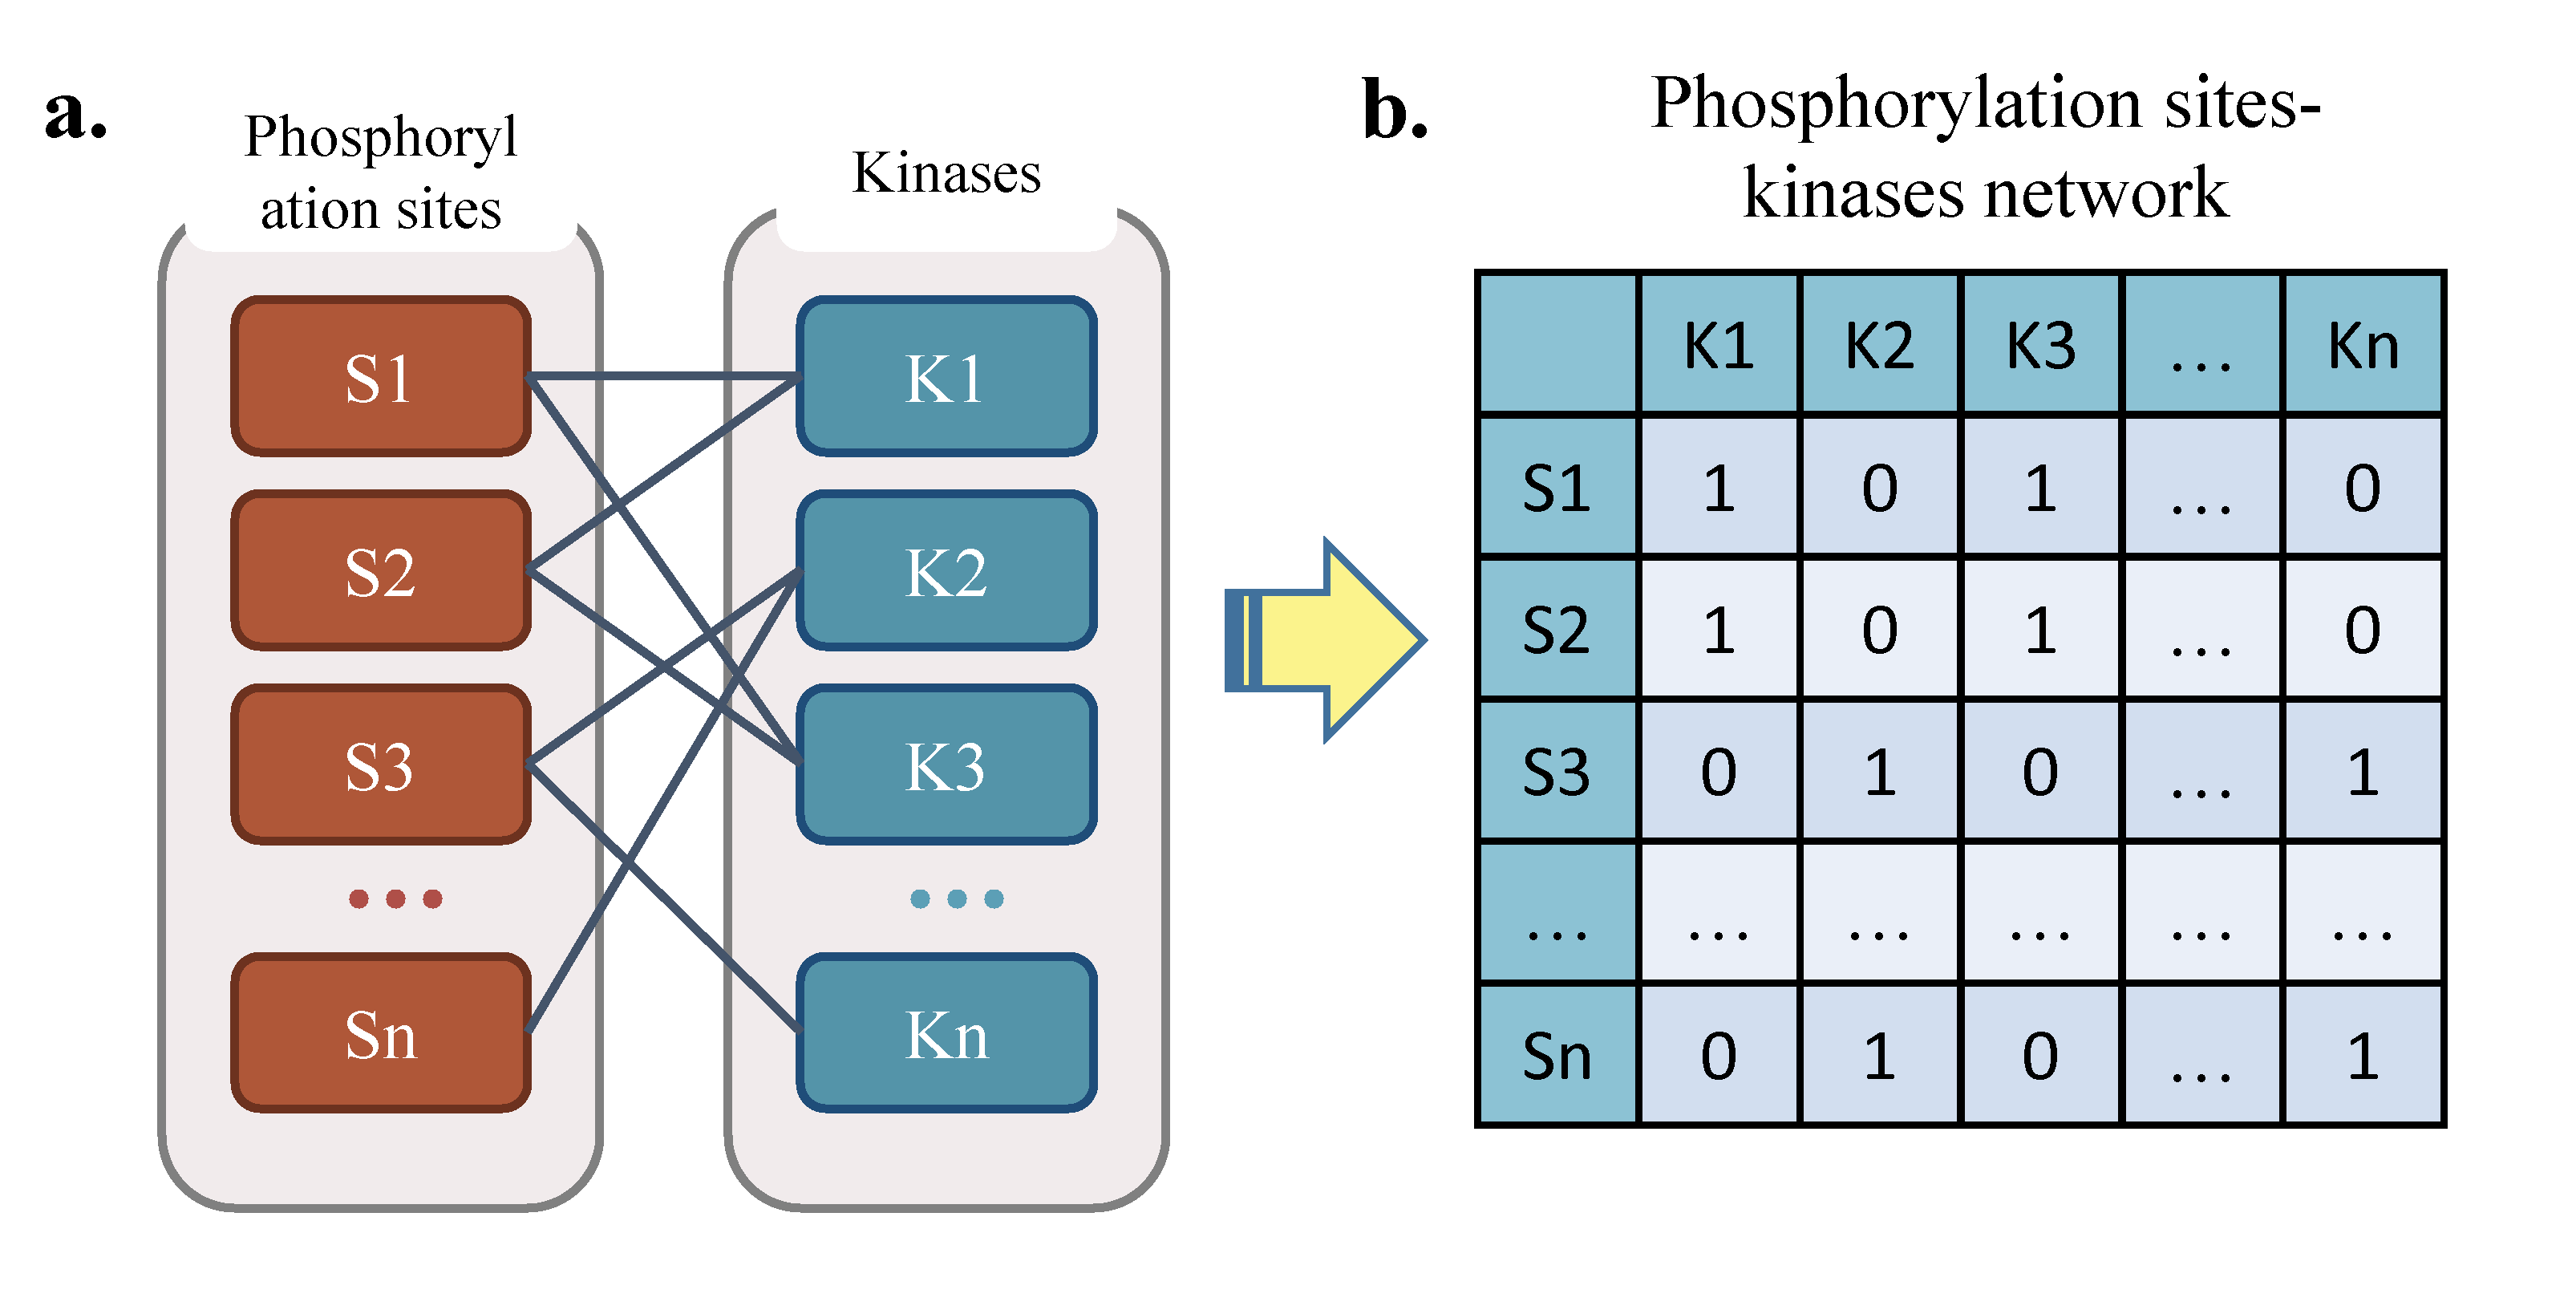 a.
Phosphoryl
ation sites
Kinases
S1
K1
S2
K2
S3
K3
...
...
Sn
Kn
b.
Phosphorylation sites-
kinases network
K1 K2 K3 ... Kn
S1 1 0 1 ... 0
S2 1 0 1 ... 0
S3 0 1 0 ... 1
... ... ... ... ... ...
Sn 0 1 0 ... 1